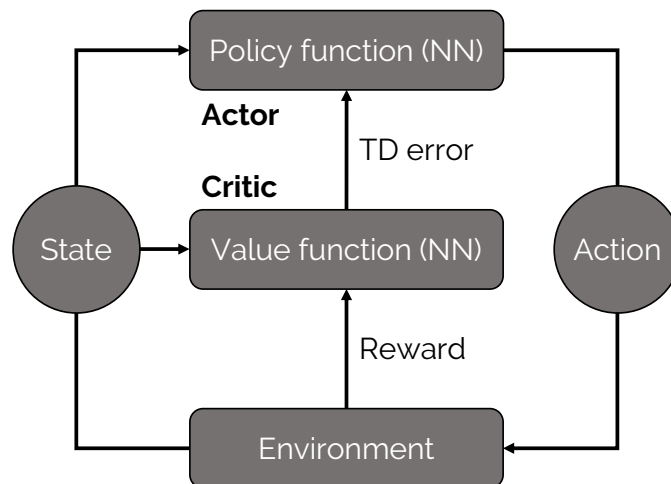 Policy function (NN)
Actor
TD error
Critic
State
Value function (NN)
Action
Reward
Environment